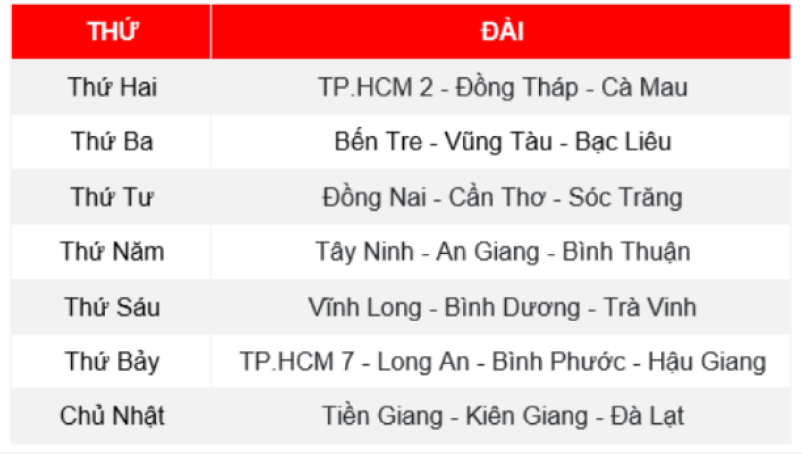 THỨ ĐÀI
Thứ Hai TP.HCM 2 - Đồng Tháp - Cà Mau
Thứ Ba Bến Tre - Vũng Tàu - Bạc Liêu
Thứ Tư Đồng Nai - Cần Thơ - Sóc Trăng
Thứ Năm Tây Ninh - An Giang - Bình Thuận
Thứ Sáu Vĩnh Long - Bình Dương - Trà Vinh
Thứ Bảy TP.HCM 7 - Long An - Bình Phước - Hậu Giang
Chủ Nhật Tiền Giang - Kiên Giang - Đà Lạt